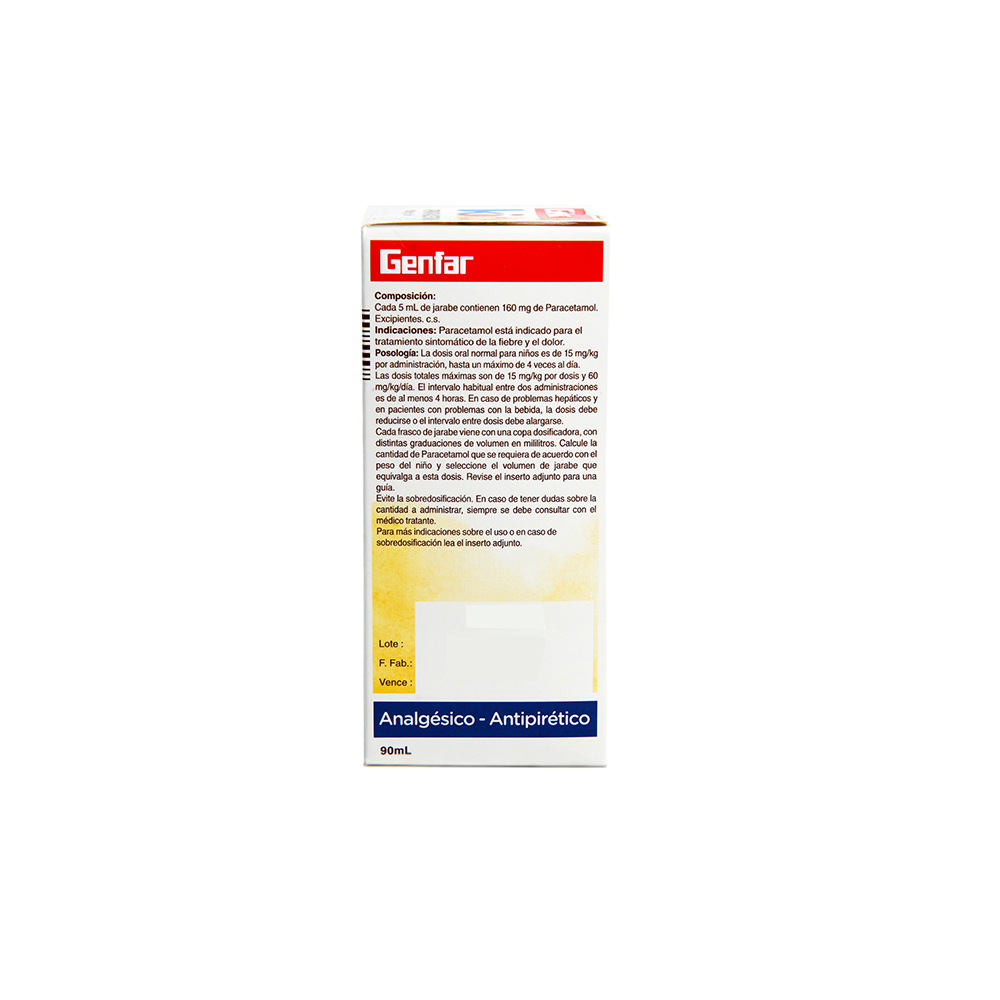 Genfar
Composición:
Cada 5 mL de jarabe contienen 160 mg de Paracetamol.
Excipientes. c.s.
Indicaciones: Paracetamol está indicado para el
tratamiento sintomático de la fiebre y el dolor.
Posología: La dosis oral normal para niños es de 15 mg/kg
por administración, hasta un máximo de 4 veces al día.
Las dosis totales máximas son de 15 mg/kg por dosis y 60
mg/kg/día. El intervalo habitual entre dos administraciones
es de al menos 4 horas. En caso de problemas hepáticos y
en pacientes con problemas con la bebida, la dosis debe
reducirse o el intervalo entre dosis debe alargarse.
Cada frasco de jarabe viene con una copa dosificadora, con
distintas graduaciones de volumen en mililitros. Calcule la
cantidad de Paracetamol que se requiera de acuerdo con el
peso del niño y seleccione el volumen de jarabe que
equivalga a esta dosis. Revise el inserto adjunto para una
guía.
Evite la sobredosificación. En caso de tener dudas sobre la
cantidad a administrar, siempre se debe consultar con el
médico tratante.
Para más indicaciones sobre el uso o en caso de
sobredosificación lea el inserto adjunto.
Lote :
F. Fab.:
Vence :
Analgésico - Antipirético
90mL